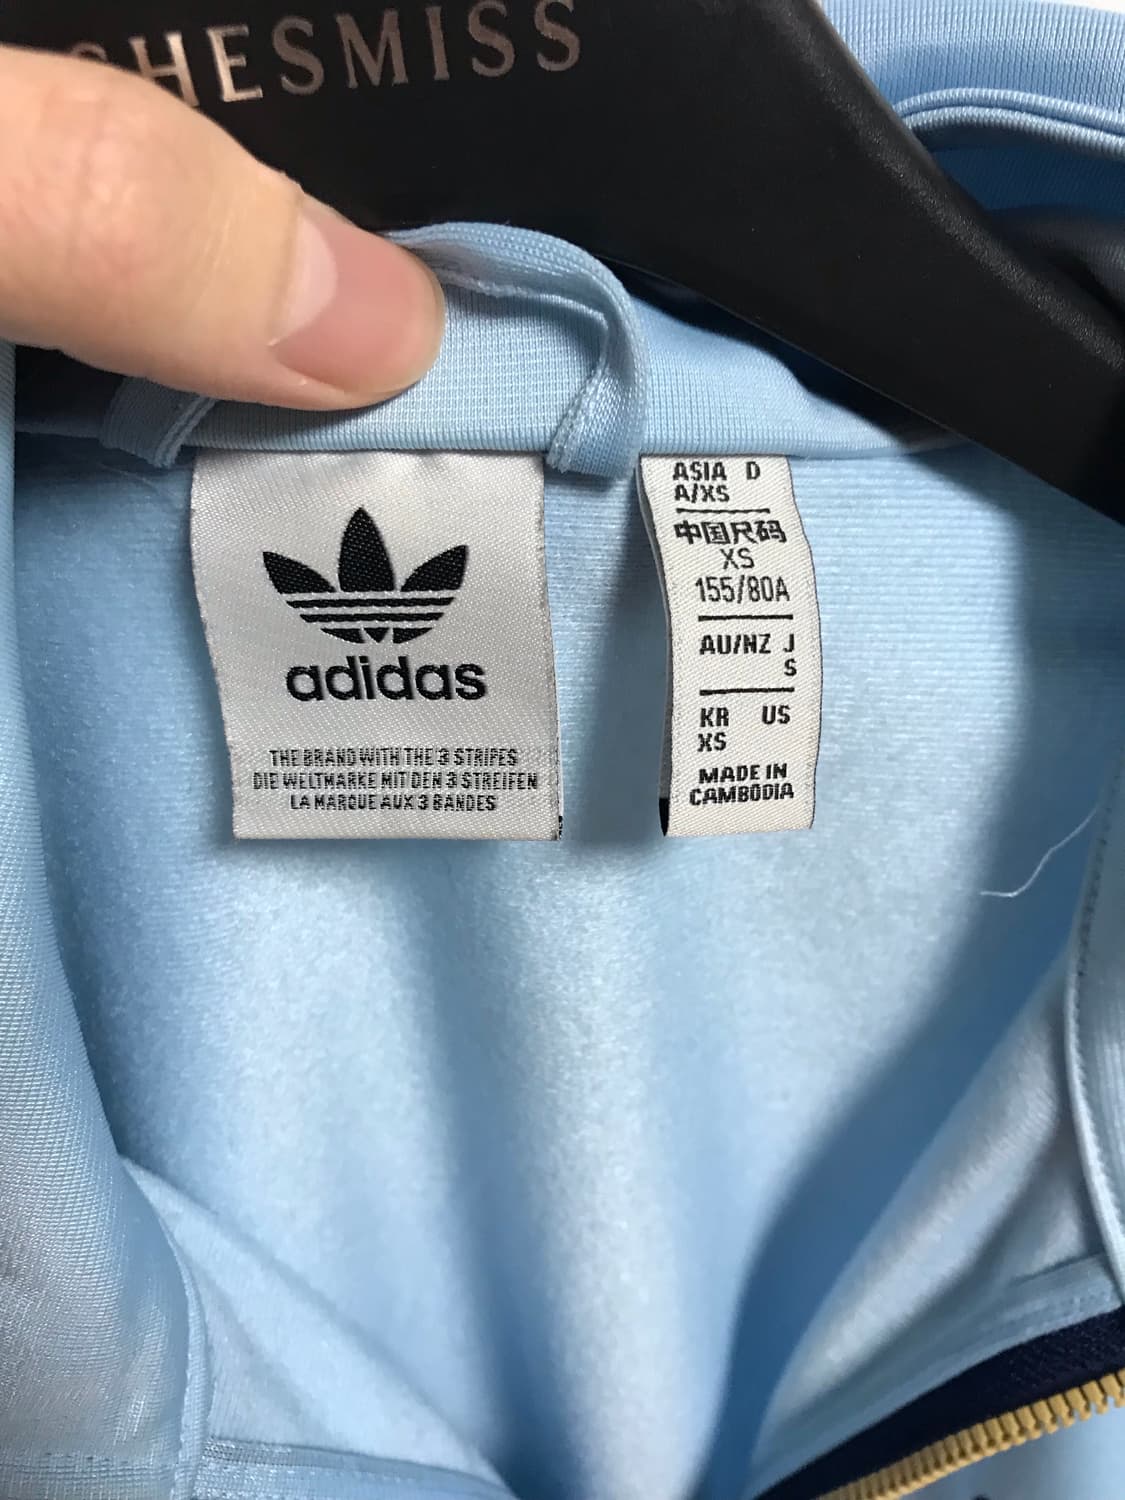 HESMISS
adidas
THE BRAND WITH THE 3 STRIPES
DIE WELTMARKE MIT DEN 3 STREIFEN
LA MARQUE AUX 3 BANDES
ASIA D
A/XS
中国尺码
XS
155/80A
AU/NZ J
S
KR US
XS
MADE IN
CAMBODIA